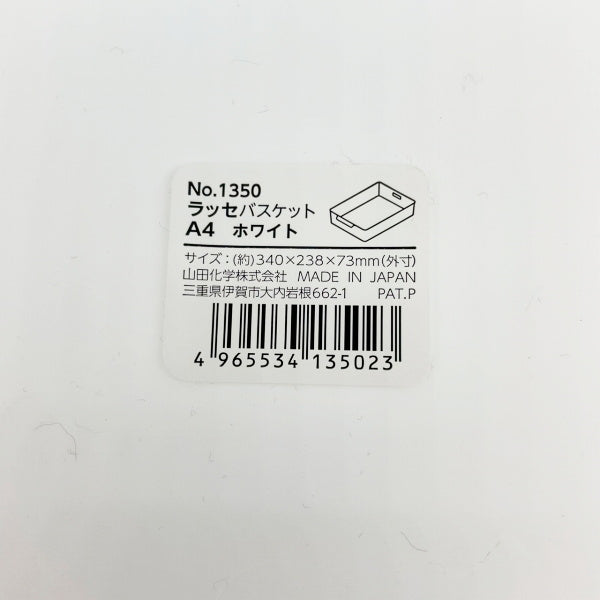 No.1350
ラッセバスケット
A4 ホワイト
サイズ:(約)340×238×73mm(外寸)
山田化学株式会社 MADE IN JAPAN
三重県伊賀市大内岩根662-1 PAT.P
4 965534 135023